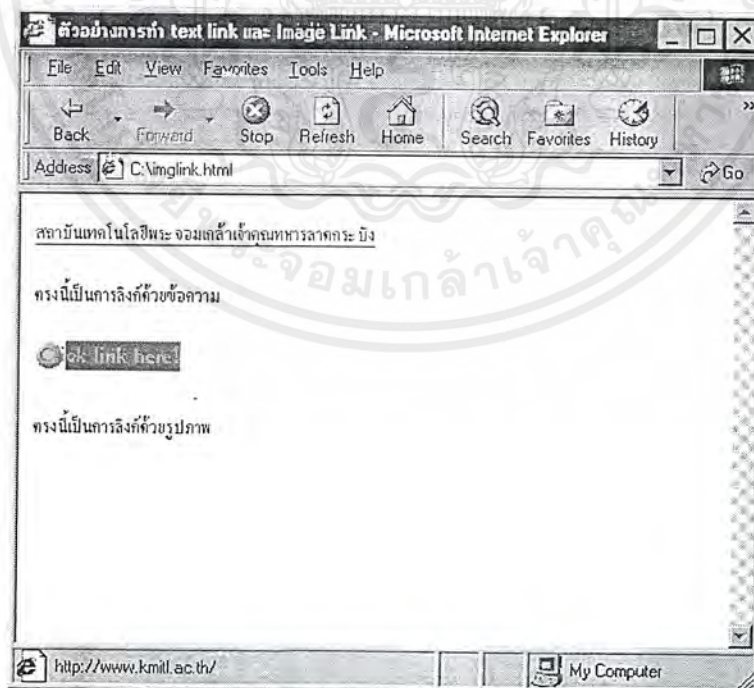 ตัวอย่างการทำ text link และ Image Link - Microsoft Internet Explorer
File Edit View Favorites Tools Help
Back Forward Stop Refresh Home Search Favorites History »
Address C:\imglink.html Go
สถาบันเทคโนโลยีพระจอมเกล้าเจ้าคุณทหารลาดกระบัง
ตรงนี้เป็นการลิงก์ด้วยข้อความ
Click link here!
ตรงนี้เป็นการลิงก์ด้วยรูปภาพ
http://www.kmitl.ac.th/ My Computer